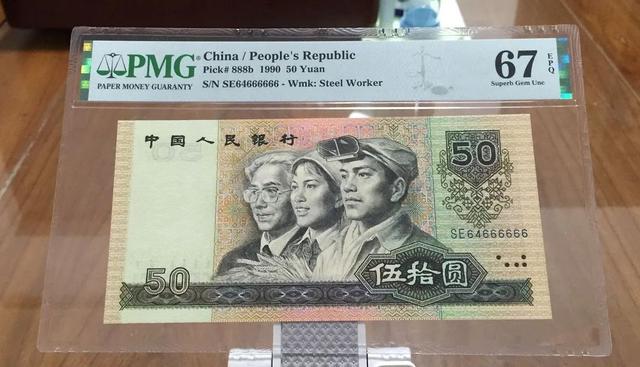 PMG
PAPER MONEY GUARANTY
China / People's Republic
Pick# 888b 1990 50 Yuan
S/N SE64666666 - Wmk: Steel Worker
67 EPQ
Superb Gem Unc
中国人民银行
50
SE64666666
50
伍拾圆